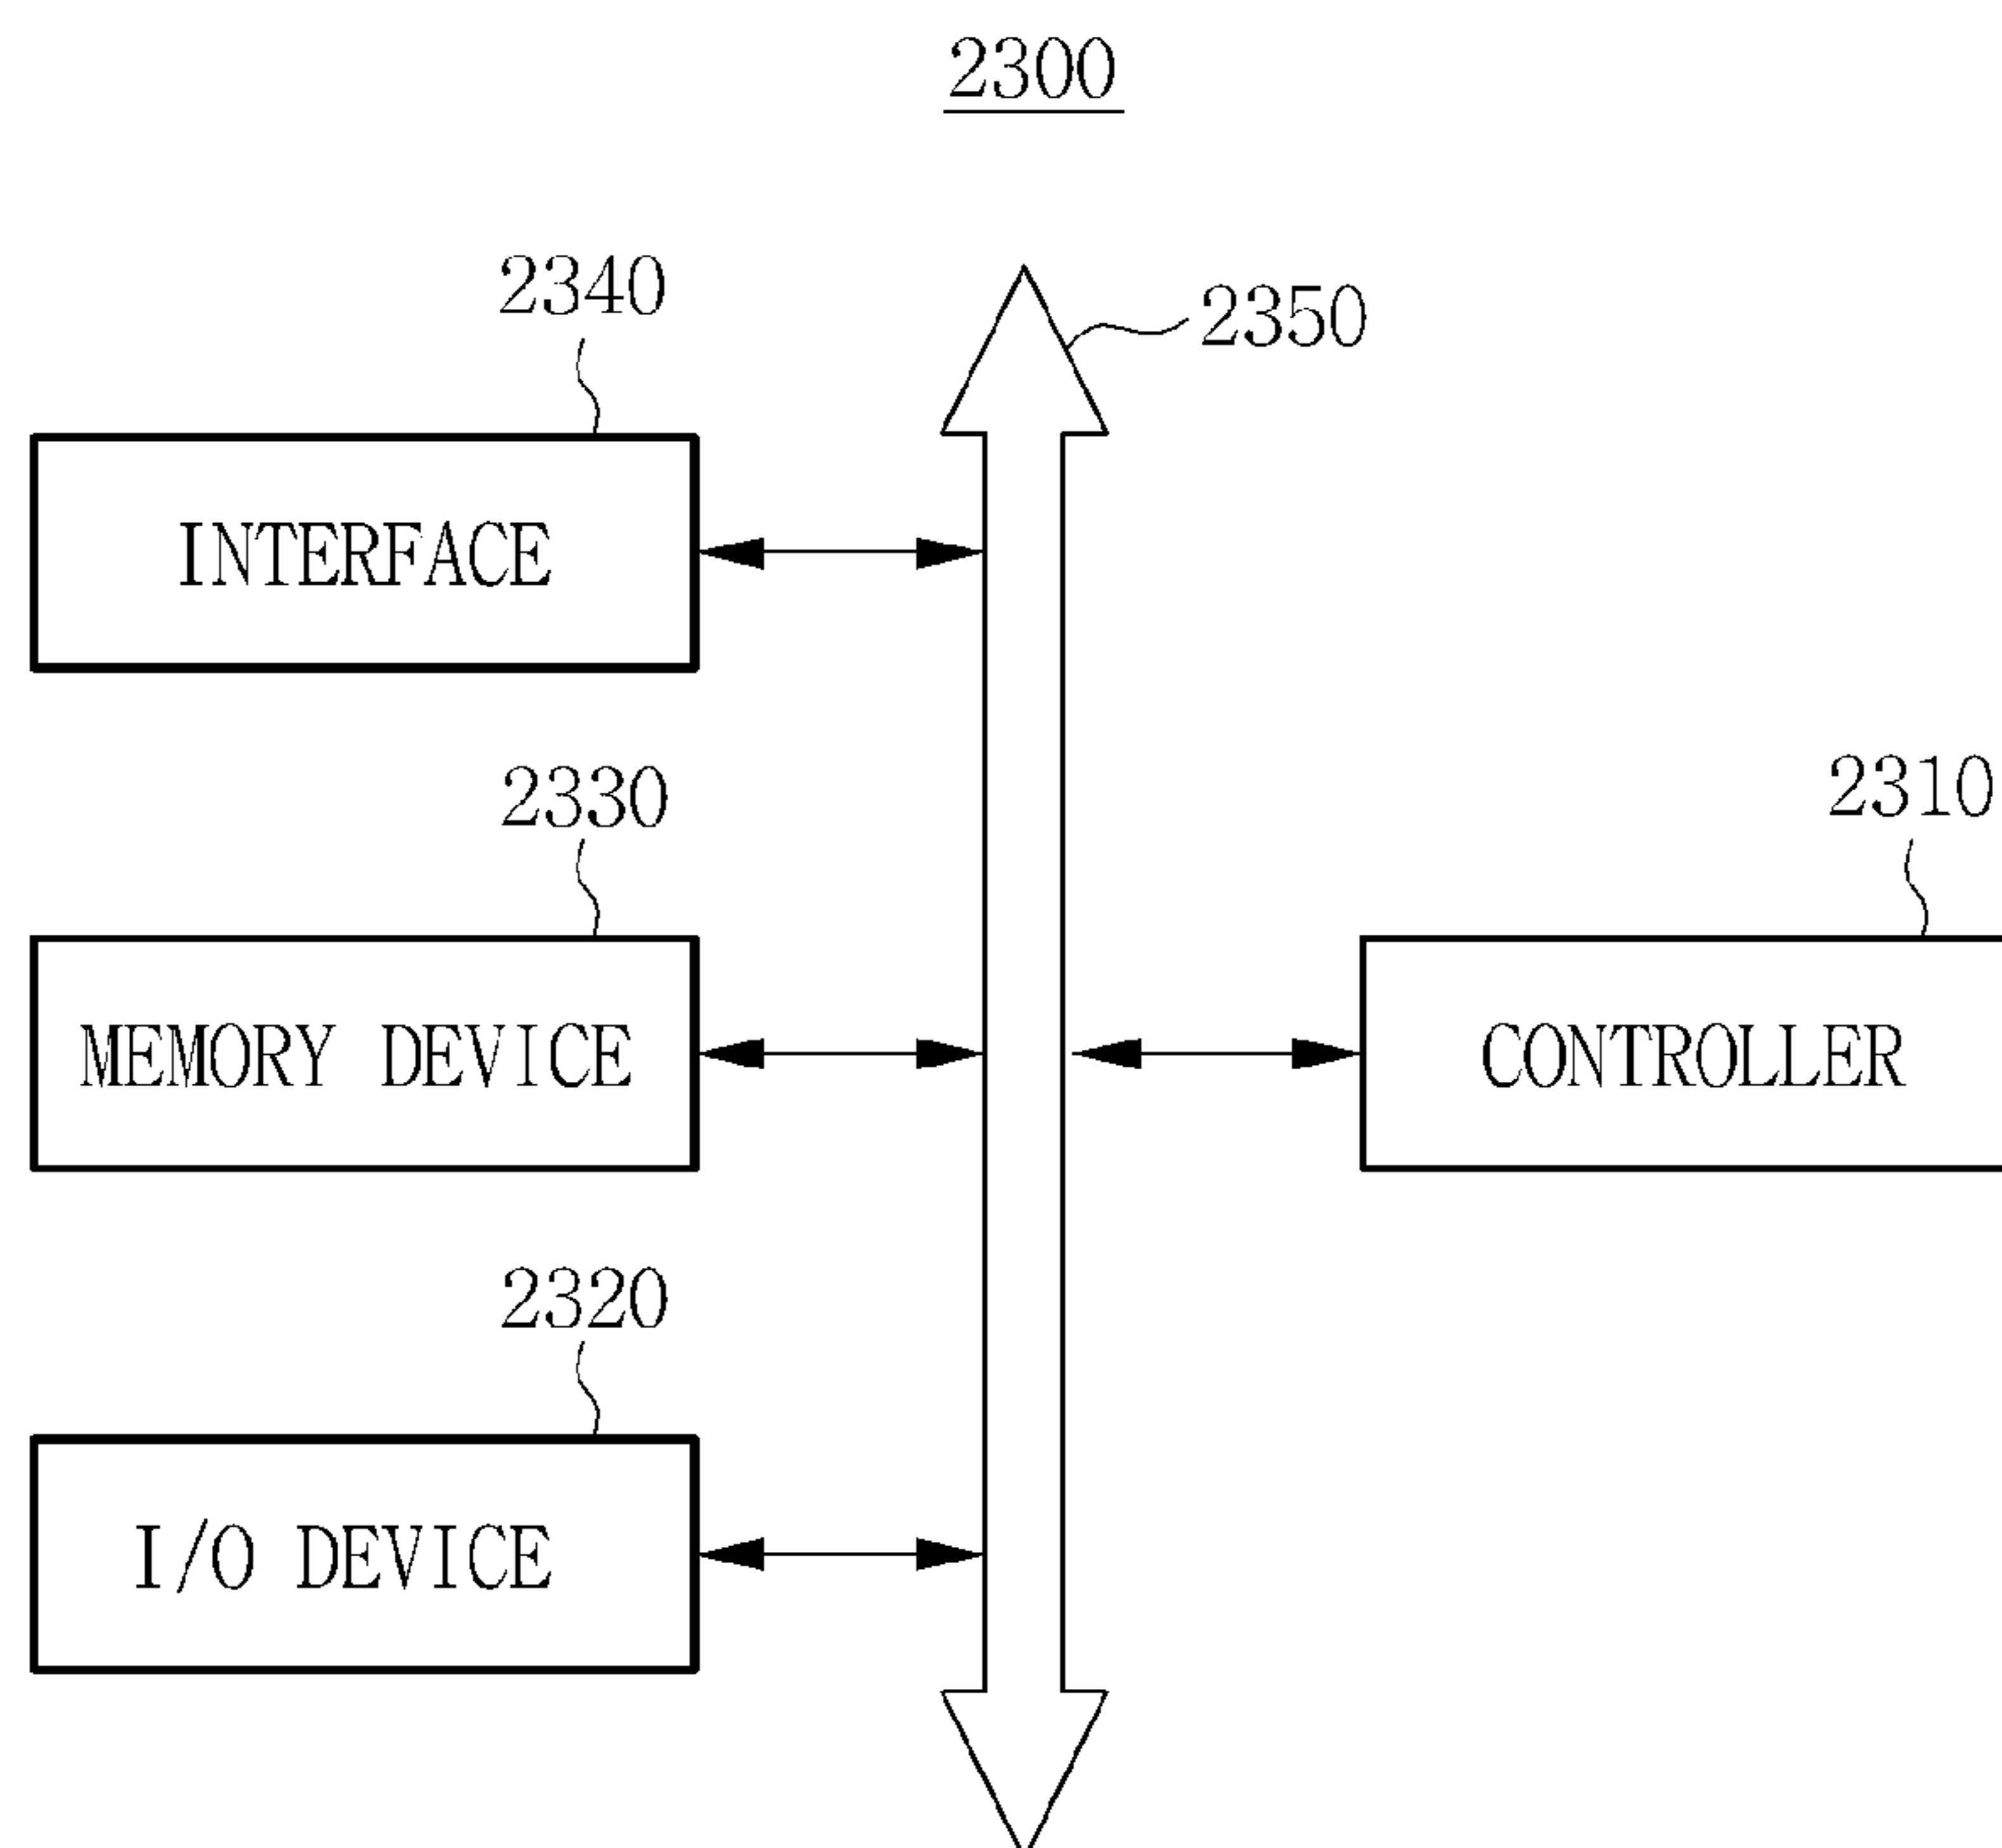 2300
2340
2350
INTERFACE
2330
2310
MEMORY DEVICE
CONTROLLER
2320
I/O DEVICE